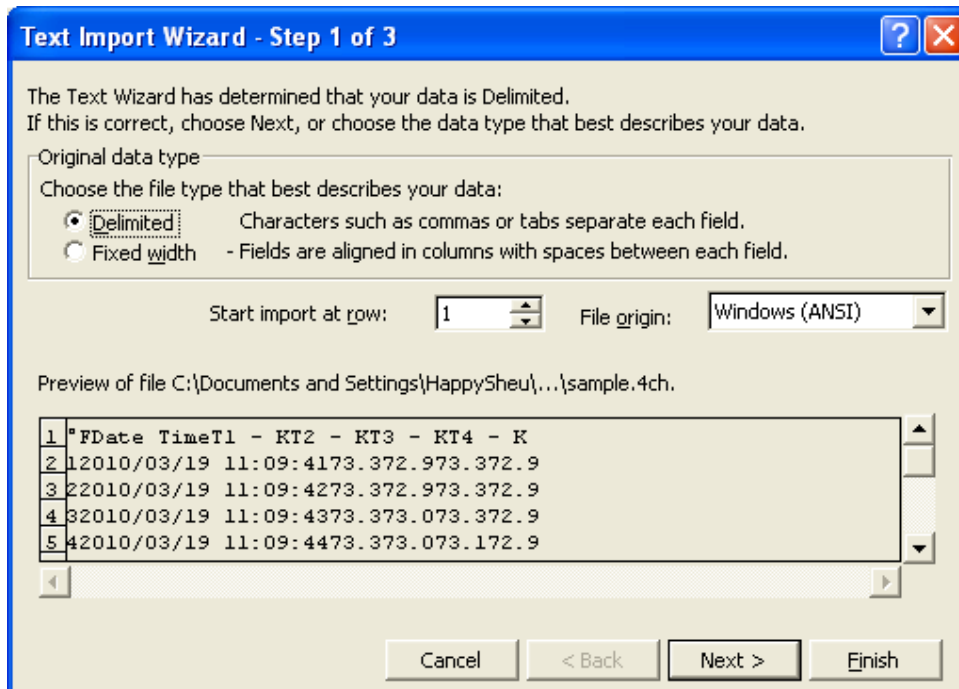 Text Import Wizard - Step 1 of 3
The Text Wizard has determined that your data is Delimited.
If this is correct, choose Next, or choose the data type that best describes your data.
Original data type
Choose the file type that best describes your data:
Delimited Characters such as commas or tabs separate each field.
Fixed width - Fields are aligned in columns with spaces between each field.
Start import at row: 1 File origin: Windows (ANSI)
Preview of file C:\Documents and Settings\HappySheu\...\sample.4ch.
1 °FDate TimeT1 - KT2 - KT3 - KT4 - K
2 12010/03/19 11:09:4173.372.973.372.9
3 22010/03/19 11:09:4273.372.973.372.9
4 32010/03/19 11:09:4373.373.073.372.9
5 42010/03/19 11:09:4473.373.073.172.9
Cancel < Back Next > Finish